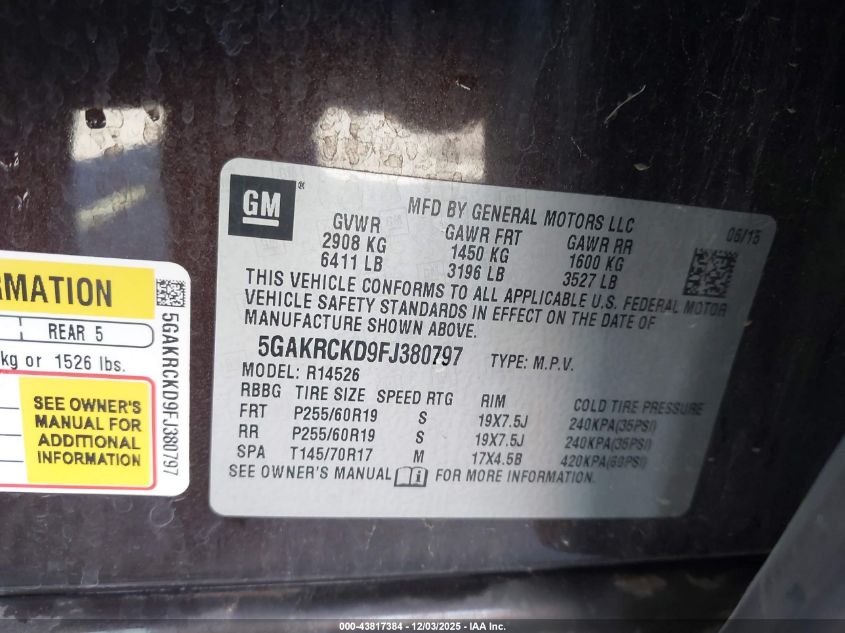 GM
®
MFD BY GENERAL MOTORS LLC
06/15
GVWR GAWR FRT GAWR RR
2908 KG 1450 KG 1600 KG
6411 LB 3196 LB 3527 LB
THIS VEHICLE CONFORMS TO ALL APPLICABLE U.S. FEDERAL MOTOR
VEHICLE SAFETY STANDARDS IN EFFECT ON THE DATE OF
MANUFACTURE SHOWN ABOVE.
5GAKRCKD9FJ380797 TYPE: M.P.V.
MODEL: R14526
RBBG TIRE SIZE SPEED RTG RIM COLD TIRE PRESSURE
FRT P255/60R19 S 19X7.5J 240KPA(35PSI)
RR P255/60R19 S 19X7.5J 240KPA(35PSI)
SPA T145/70R17 M 17X4.5B 420KPA(60PSI)
SEE OWNER'S MANUAL FOR MORE INFORMATION.
RMATION
REAR 5
kg or 1526 lbs.
SEE OWNER'S
MANUAL FOR
ADDITIONAL
INFORMATION
5GAKRCKD9FJ380797
000-43817384 - 12/03/2025 - IAA Inc.